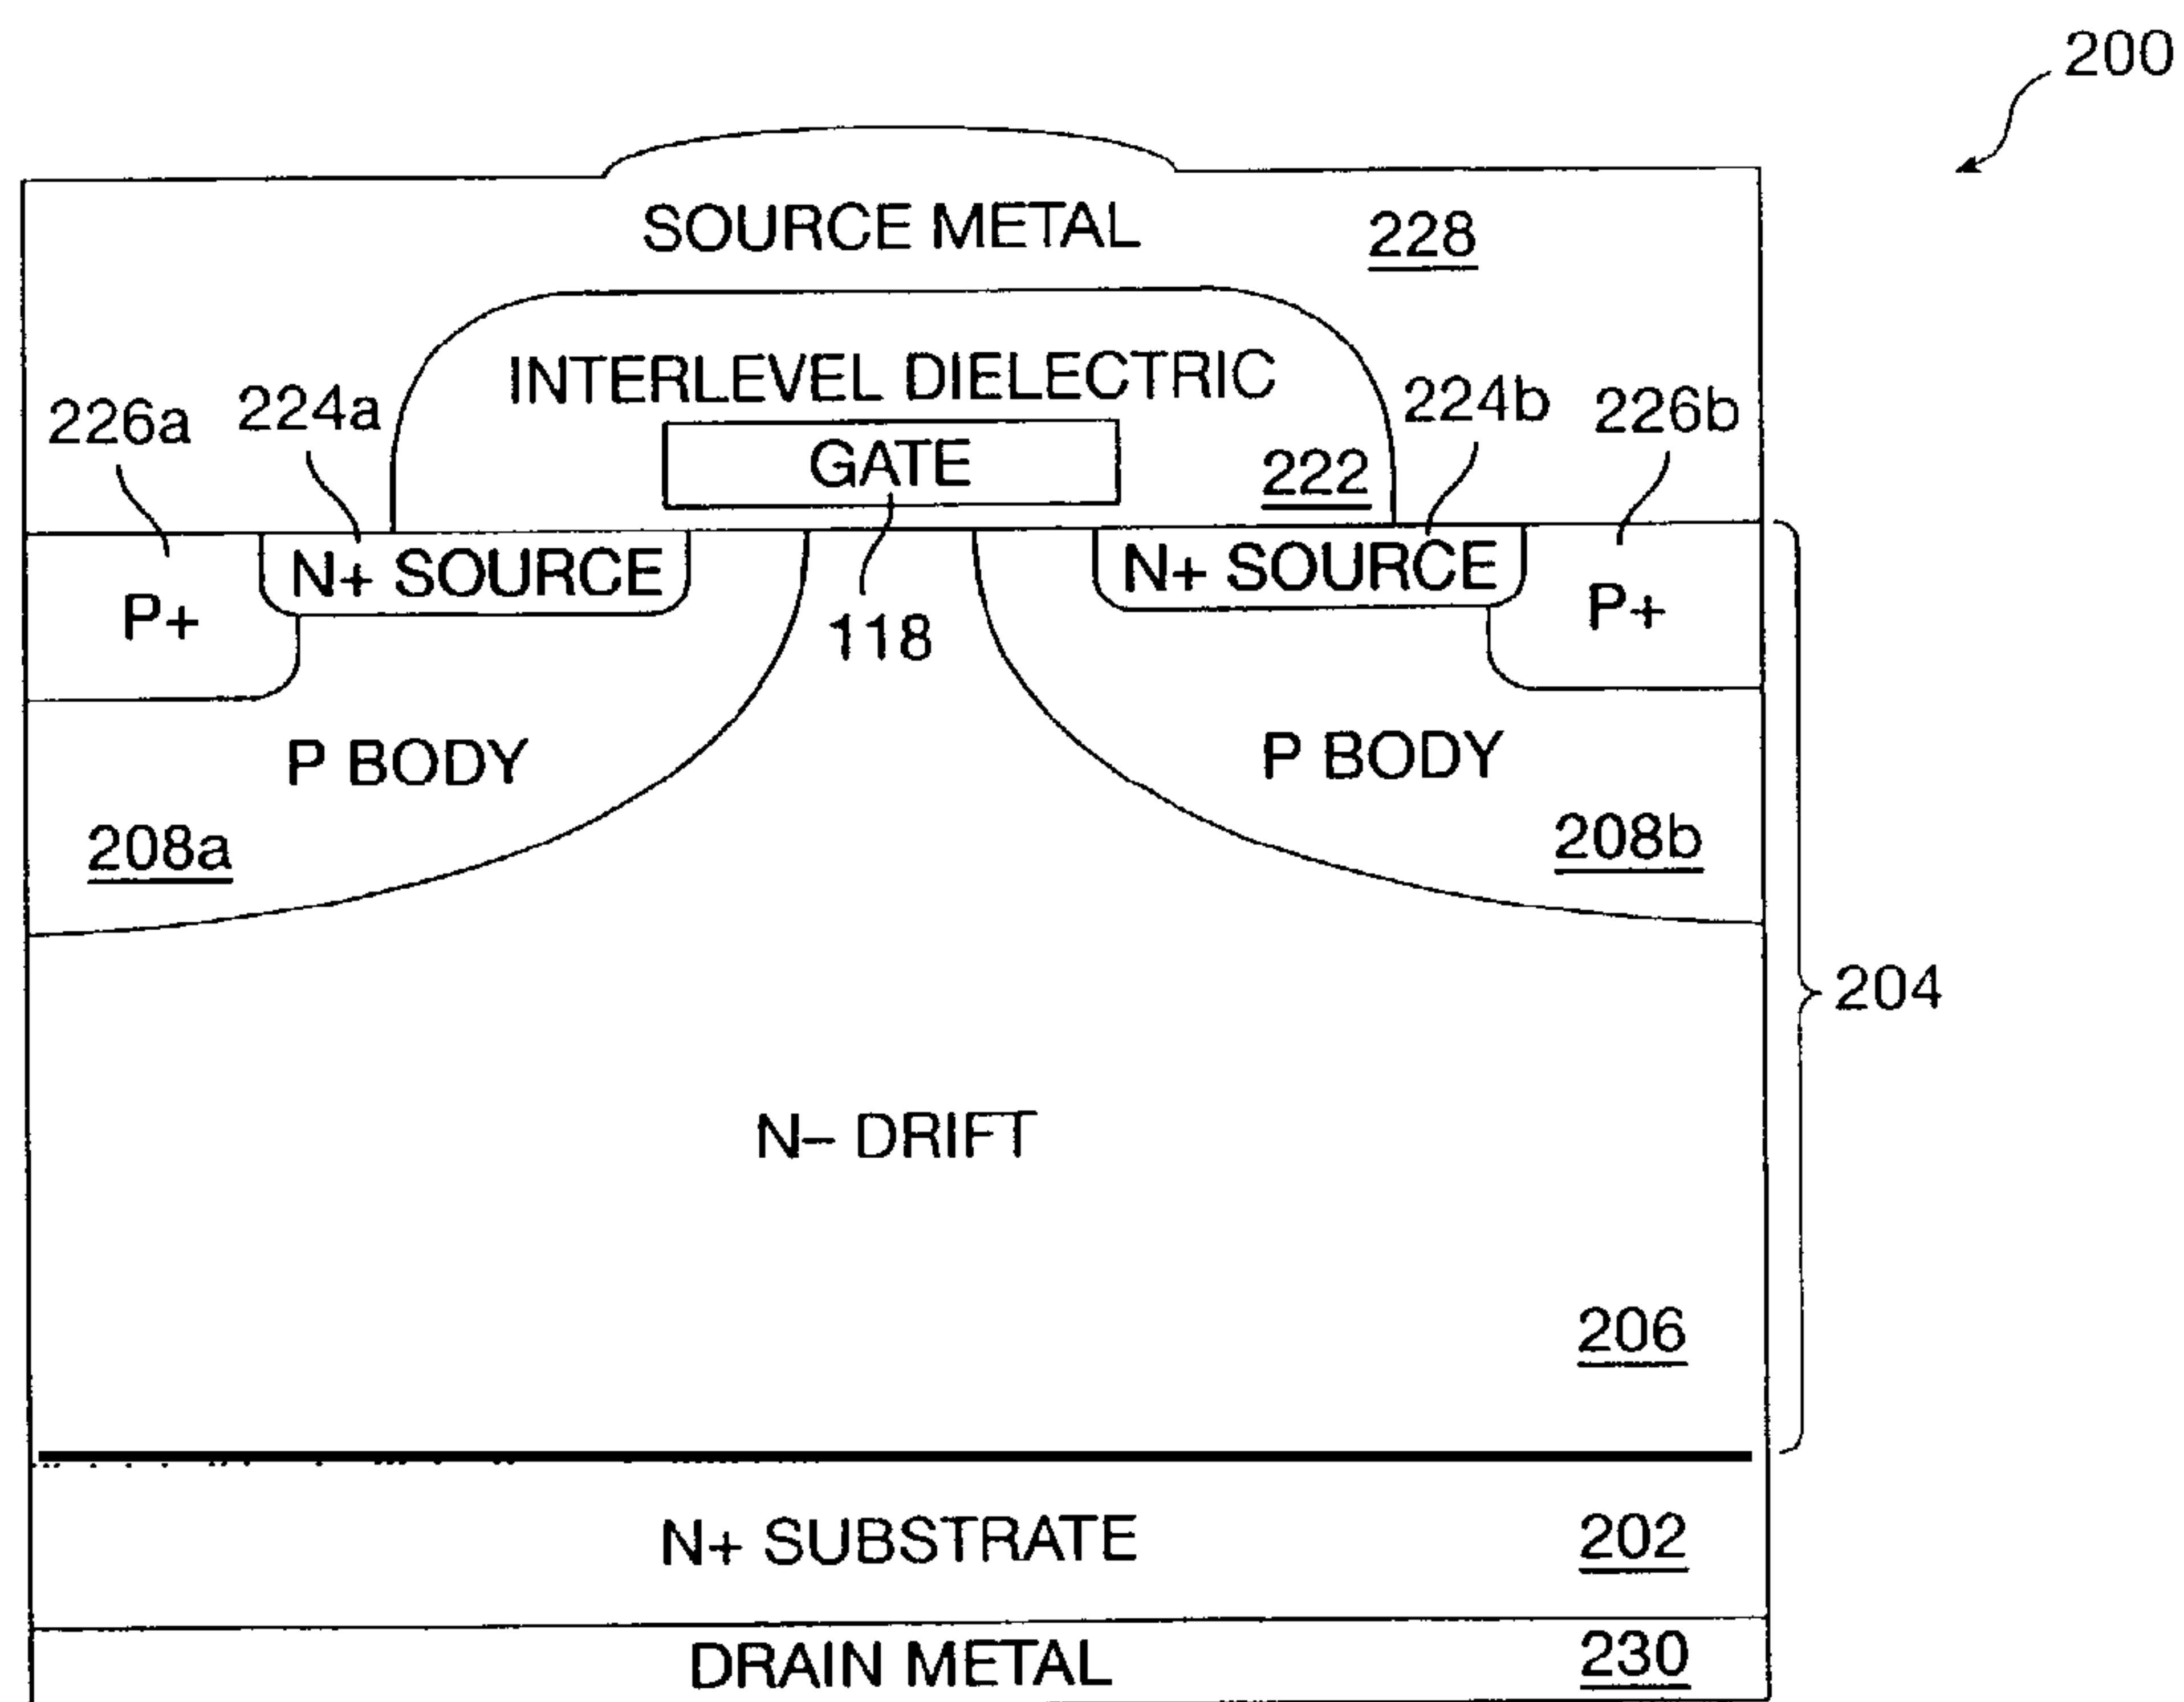 200
SOURCE METAL 228
INTERLEVEL DIELECTRIC
226a 224a 224b 226b
GATE 222
N+ SOURCE N+ SOURCE
P+ 118 P+
P BODY P BODY
208a 208b
204
N– DRIFT
206
N+ SUBSTRATE 202
DRAIN METAL 230